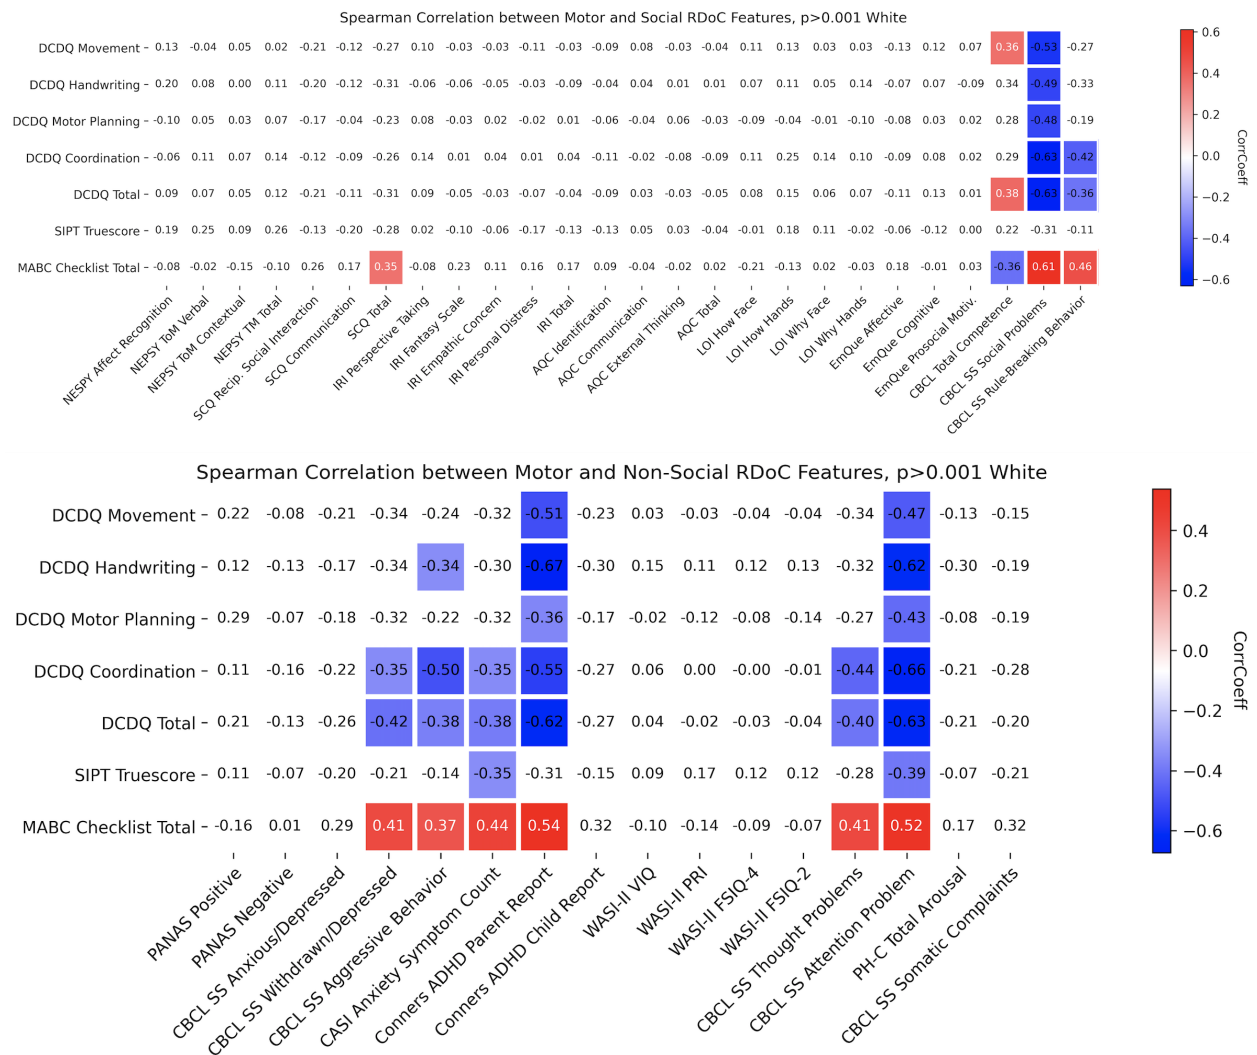 Spearman Correlation between Motor and Social RDoC Features, p>0.001 White
DCDQ Movement 0.13 -0.04 0.05 0.02 -0.21 -0.12 -0.27 0.10 -0.03 -0.03 -0.11 -0.03 -0.09 0.08 -0.03 -0.04 0.11 0.13 0.03 0.03 -0.13 0.12 0.07 0.36 -0.53 -0.27
DCDQ Handwriting 0.20 0.08 0.00 0.11 -0.20 -0.12 -0.31 -0.06 -0.06 -0.05 -0.03 -0.09 -0.04 0.04 0.01 0.01 0.07 0.11 0.05 0.14 -0.07 0.07 -0.09 0.34 -0.49 -0.33
DCDQ Motor Planning -0.10 0.05 0.03 0.07 -0.17 -0.04 -0.23 0.08 -0.03 0.02 -0.02 0.01 -0.06 -0.04 0.06 -0.03 -0.09 -0.04 -0.01 -0.10 -0.08 0.03 0.02 0.28 -0.48 -0.19
DCDQ Coordination -0.06 0.11 0.07 0.14 -0.12 -0.09 -0.26 0.14 0.01 0.04 0.01 0.04 -0.11 -0.02 -0.08 -0.09 0.11 0.25 0.14 0.10 -0.09 0.08 0.02 0.29 -0.63 -0.42
DCDQ Total 0.09 0.07 0.05 0.12 -0.21 -0.11 -0.31 0.09 -0.05 -0.03 -0.07 -0.04 -0.09 0.03 -0.03 -0.05 0.08 0.15 0.06 0.07 -0.11 0.13 0.01 0.38 -0.63 -0.36
SIPT Truescore 0.19 0.25 0.09 0.26 -0.13 -0.20 -0.28 0.02 -0.10 -0.06 -0.17 -0.13 -0.13 0.05 0.03 -0.04 -0.01 0.18 0.11 -0.02 -0.06 -0.12 0.00 0.22 -0.31 -0.11
MABC Checklist Total -0.08 -0.02 -0.15 -0.10 0.26 0.17 0.35 -0.08 0.23 0.11 0.16 0.17 0.09 -0.04 -0.02 0.02 -0.21 -0.13 0.02 -0.03 0.18 -0.01 0.03 -0.36 0.61 0.46
NESPY Affect Recognition
NEPSY ToM Verbal
NEPSY ToM Contextual
NEPSY TM Total
SCQ Recip. Social Interaction
SCQ Communication
SCQ Total
IRI Perspective Taking
IRI Fantasy Scale
IRI Empathic Concern
IRI Personal Distress
IRI Total
AQC Identification
AQC Communication
AQC External Thinking
AQC Total
LOI How Face
LOI How Hands
LOI Why Face
LOI Why Hands
EmQue Affective
EmQue Cognitive
EmQue Prosocial Motiv.
CBCL Total Competence
CBCL SS Social Problems
CBCL SS Rule-Breaking Behavior
0.6
0.4
0.2
0.0
−0.2
−0.4
−0.6
CorrCoeff
Spearman Correlation between Motor and Non-Social RDoC Features, p>0.001 White
DCDQ Movement 0.22 -0.08 -0.21 -0.34 -0.24 -0.32 -0.51 -0.23 0.03 -0.03 -0.04 -0.04 -0.34 -0.47 -0.13 -0.15
DCDQ Handwriting 0.12 -0.13 -0.17 -0.34 -0.34 -0.30 -0.67 -0.30 0.15 0.11 0.12 0.13 -0.32 -0.62 -0.30 -0.19
DCDQ Motor Planning 0.29 -0.07 -0.18 -0.32 -0.22 -0.32 -0.36 -0.17 -0.02 -0.12 -0.08 -0.14 -0.27 -0.43 -0.08 -0.19
DCDQ Coordination 0.11 -0.16 -0.22 -0.35 -0.50 -0.35 -0.55 -0.27 0.06 0.00 -0.00 -0.01 -0.44 -0.66 -0.21 -0.28
DCDQ Total 0.21 -0.13 -0.26 -0.42 -0.38 -0.38 -0.62 -0.27 0.04 -0.02 -0.03 -0.04 -0.40 -0.63 -0.21 -0.20
SIPT Truescore 0.11 -0.07 -0.20 -0.21 -0.14 -0.35 -0.31 -0.15 0.09 0.17 0.12 0.12 -0.28 -0.39 -0.07 -0.21
MABC Checklist Total -0.16 0.01 0.29 0.41 0.37 0.44 0.54 0.32 -0.10 -0.14 -0.09 -0.07 0.41 0.52 0.17 0.32
PANAS Positive
PANAS Negative
CBCL SS Anxious/Depressed
CBCL SS Withdrawn/Depressed
CBCL SS Aggressive Behavior
CASI Anxiety Symptom Count
Conners ADHD Parent Report
Conners ADHD Child Report
WASI-II VIQ
WASI-II PRI
WASI-II FSIQ-4
WASI-II FSIQ-2
CBCL SS Thought Problems
CBCL SS Attention Problem
PH-C Total Arousal
CBCL SS Somatic Complaints
0.4
0.2
0.0
−0.2
−0.4
−0.6
CorrCoeff